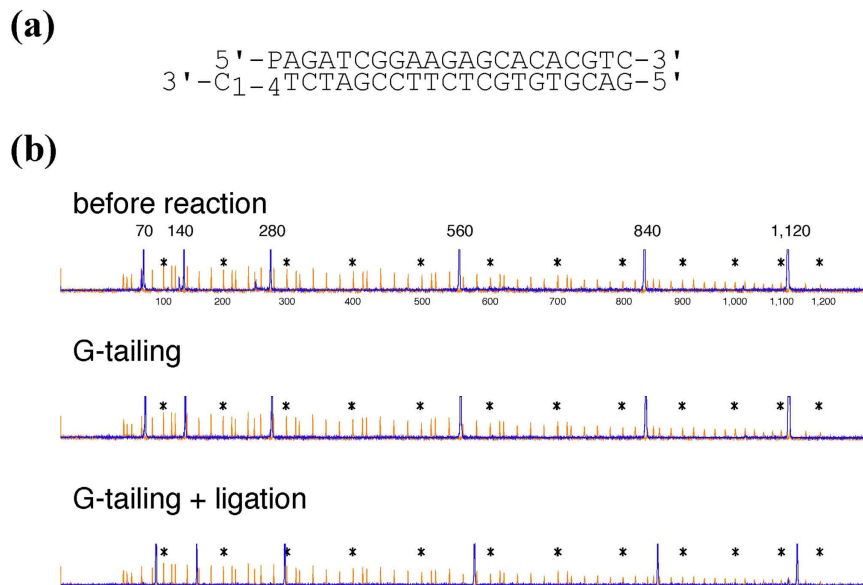 (a)
5'-PAGATCGGAAGAGCACACGTC-3'
3'-C1-4TCTAGCCTTCTCGTGTGCAG-5'
(b)
before reaction
70 140 280 560 840 1,120
* * * * * * * * * * * *
100 200 300 400 500 600 700 800 900 1,000 1,100 1,200
G-tailing
* * * * * * * * * * * *
G-tailing + ligation
* * * * * * * * * * * *